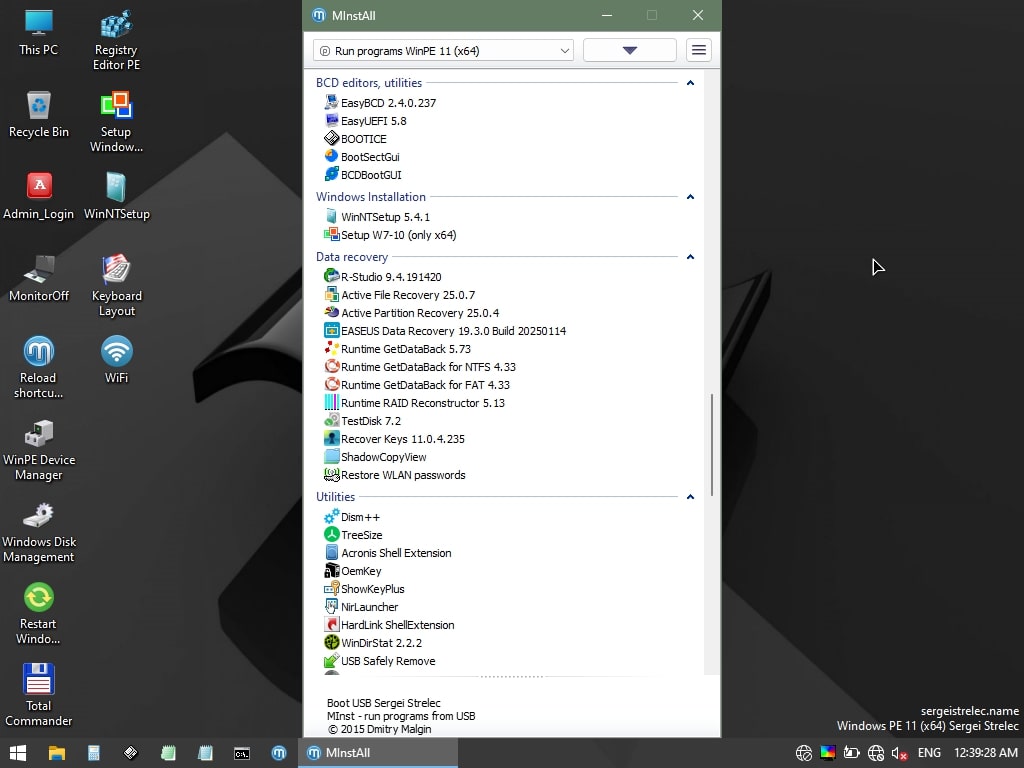 This PC
Registry
Editor PE
Recycle Bin
Setup
Window...
Admin_Login
WinNTSetup
MonitorOff
Keyboard
Layout
Reload
shortcu...
WiFi
WinPE Device
Manager
Windows Disk
Management
Restart
Windo...
Total
Commander
MInstAll
Run programs WinPE 11 (x64)
BCD editors, utilities
EasyBCD 2.4.0.237
EasyUEFI 5.8
BOOTICE
BootSectGui
BCDBootGUI
Windows Installation
WinNTSetup 5.4.1
Setup W7-10 (only x64)
Data recovery
R-Studio 9.4.191420
Active File Recovery 25.0.7
Active Partition Recovery 25.0.4
EASEUS Data Recovery 19.3.0 Build 20250114
Runtime GetDataBack 5.73
Runtime GetDataBack for NTFS 4.33
Runtime GetDataBack for FAT 4.33
Runtime RAID Reconstructor 5.13
TestDisk 7.2
Recover Keys 11.0.4.235
ShadowCopyView
Restore WLAN passwords
Utilities
Dism++
TreeSize
Acronis Shell Extension
OemKey
ShowKeyPlus
NirLauncher
HardLink ShellExtension
WinDirStat 2.2.2
USB Safely Remove
Boot USB Sergei Strelec
MInst - run programs from USB
© 2015 Dmitry Malgin
sergeistrelec.name
Windows PE 11 (x64) Sergei Strelec
MInstAll
ENG
12:39:28 AM